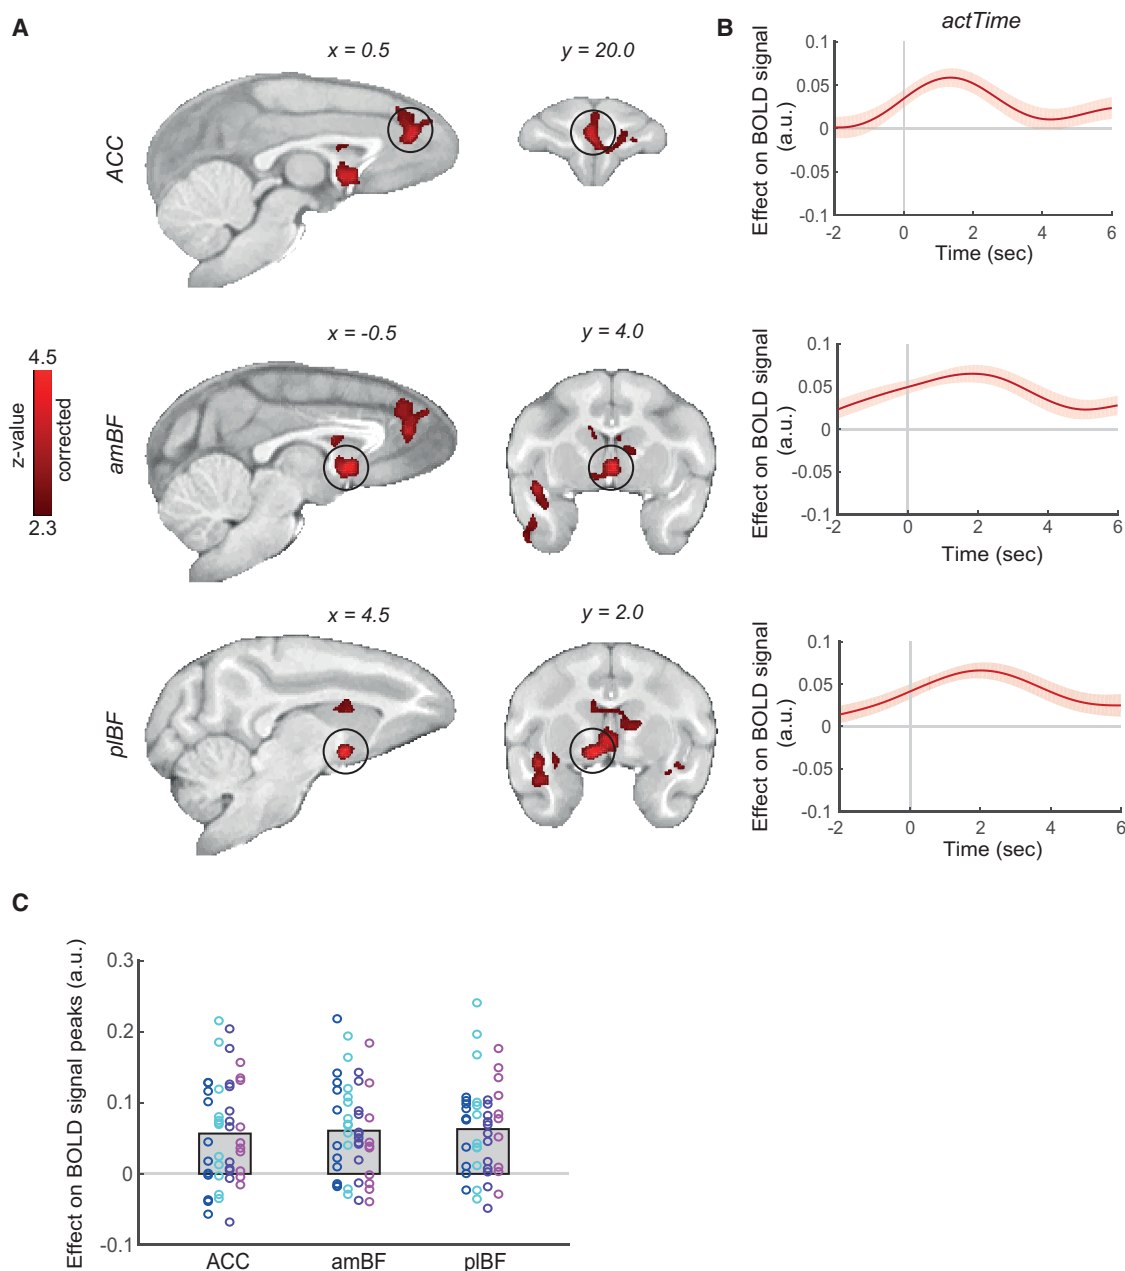 A
x = 0.5
y = 20.0
ACC
B
actTime
Effect on BOLD signal
(a.u.)
0.1
0.05
0
-0.05
-0.1
-2
0
2
4
6
Time (sec)
4.5
z-value
corrected
2.3
x = -0.5
y = 4.0
amBF
Effect on BOLD signal
(a.u.)
0.1
0.05
0
-0.05
-0.1
-2
0
2
4
6
Time (sec)
x = 4.5
y = 2.0
plBF
Effect on BOLD signal
(a.u.)
0.1
0.05
0
-0.05
-0.1
-2
0
2
4
6
Time (sec)
C
Effect on BOLD signal peaks (a.u.)
0.3
0.2
0.1
0
-0.1
ACC
amBF
plBF